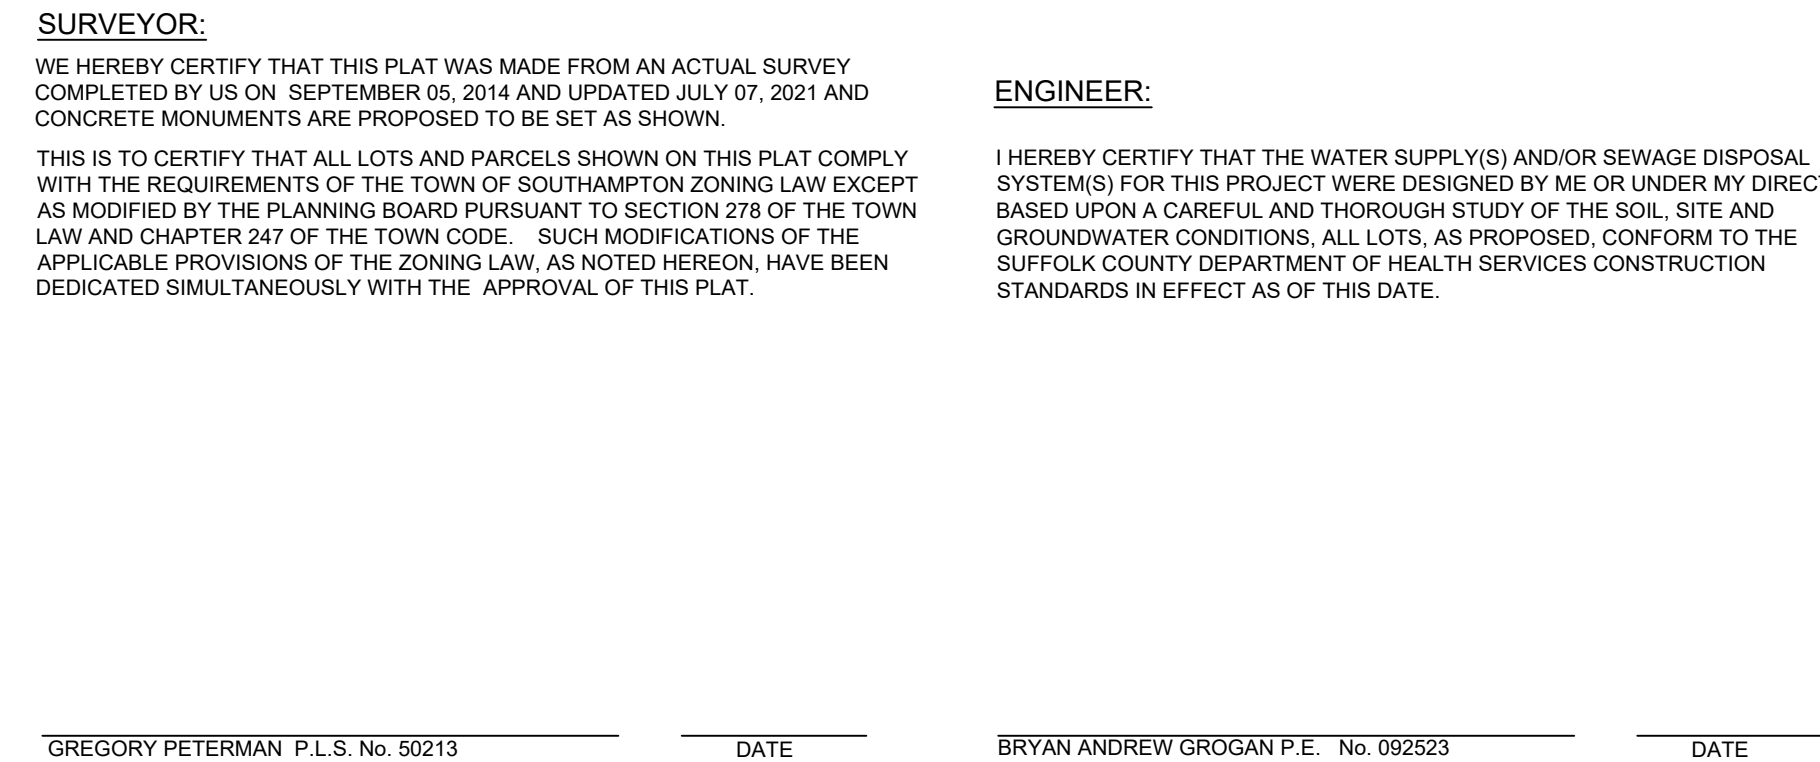 SURVEYOR:
WE HEREBY CERTIFY THAT THIS PLAT WAS MADE FROM AN ACTUAL SURVEY
COMPLETED BY US ON SEPTEMBER 05, 2014 AND UPDATED JULY 07, 2021 AND
CONCRETE MONUMENTS ARE PROPOSED TO BE SET AS SHOWN.
THIS IS TO CERTIFY THAT ALL LOTS AND PARCELS SHOWN ON THIS PLAT COMPLY
WITH THE REQUIREMENTS OF THE TOWN OF SOUTHAMPTON ZONING LAW EXCEPT
AS MODIFIED BY THE PLANNING BOARD PURSUANT TO SECTION 278 OF THE TOWN
LAW AND CHAPTER 247 OF THE TOWN CODE. SUCH MODIFICATIONS OF THE
APPLICABLE PROVISIONS OF THE ZONING LAW, AS NOTED HEREON, HAVE BEEN
DEDICATED SIMULTANEOUSLY WITH THE APPROVAL OF THIS PLAT.
GREGORY PETERMAN P.L.S. No. 50213
DATE
ENGINEER:
I HEREBY CERTIFY THAT THE WATER SUPPLY(S) AND/OR SEWAGE DISPOSAL
SYSTEM(S) FOR THIS PROJECT WERE DESIGNED BY ME OR UNDER MY DIRECT
BASED UPON A CAREFUL AND THOROUGH STUDY OF THE SOIL, SITE AND
GROUNDWATER CONDITIONS, ALL LOTS, AS PROPOSED, CONFORM TO THE
SUFFOLK COUNTY DEPARTMENT OF HEALTH SERVICES CONSTRUCTION
STANDARDS IN EFFECT AS OF THIS DATE.
BRYAN ANDREW GROGAN P.E. No. 092523
DATE